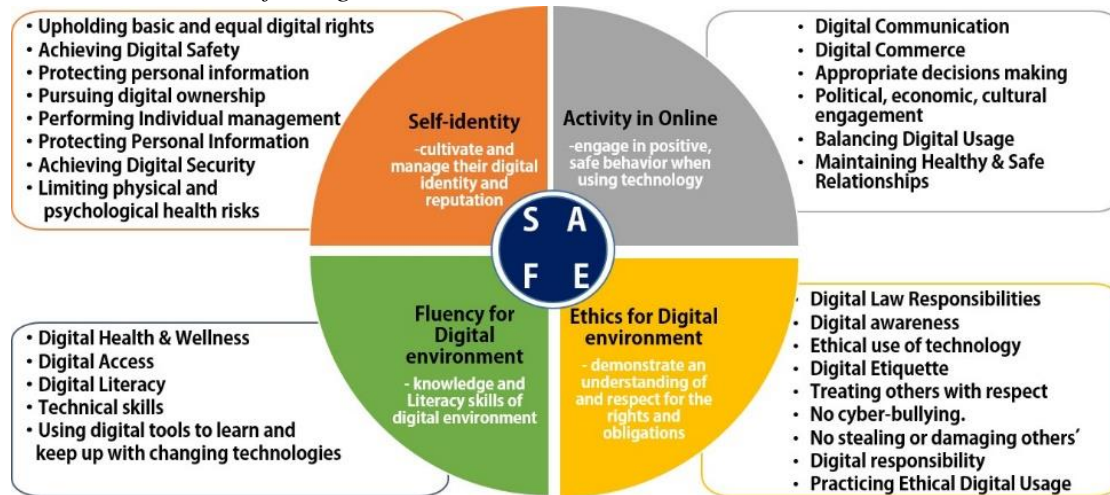 • Upholding basic and equal digital rights
• Achieving Digital Safety
• Protecting personal information
• Pursuing digital ownership
• Performing Individual management
• Protecting Personal Information
• Achieving Digital Security
• Limiting physical and
psychological health risks
Self-identity
-cultivate and
manage their digital
identity and
reputation
Activity in Online
-engage in positive,
safe behavior when
using technology
• Digital Communication
• Digital Commerce
• Appropriate decisions making
• Political, economic, cultural
engagement
• Balancing Digital Usage
• Maintaining Healthy & Safe
Relationships
S A
F E
• Digital Health & Wellness
• Digital Access
• Digital Literacy
• Technical skills
• Using digital tools to learn and
keep up with changing technologies
Fluency for
Digital
environment
- knowledge and
Literacy skills of
digital environment
Ethics for Digital
environment
- demonstrate an
understanding of
and respect for the
rights and
obligations
• Digital Law Responsibilities
• Digital awareness
• Ethical use of technology
• Digital Etiquette
• Treating others with respect
• No cyber-bullying.
• No stealing or damaging others´
• Digital responsibility
• Practicing Ethical Digital Usage